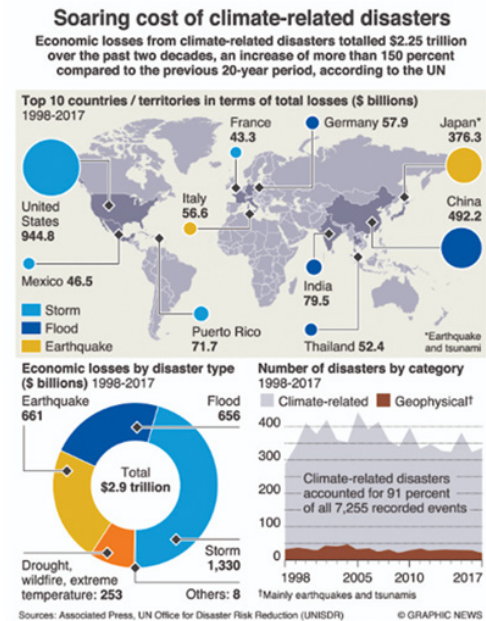 Soaring cost of climate-related disasters
Economic losses from climate-related disasters totalled $2.25 trillion
over the past two decades, an increase of more than 150 percent
compared to the previous 20-year period, according to the UN
Top 10 countries / territories in terms of total losses ($ billions)
1998-2017
France
43.3
Germany 57.9
Japan*
376.3
Italy
56.6
China
492.2
United
States
944.8
Mexico 46.5
India
79.5
Storm
Flood
Earthquake
Puerto Rico
71.7
Thailand 52.4
*Earthquake
and tsunami
Economic losses by disaster type
($ billions) 1998-2017
Earthquake
661
Flood
656
Total
$2.9 trillion
Storm
1,330
Drought,
wildfire, extreme
temperature: 253
Others: 8
Number of disasters by category
1998-2017
Climate-related
Geophysical†
400
300
200
100
0
Climate-related disasters
accounted for 91 percent
of all 7,255 recorded events
1998
2005
2010
2017
†Mainly earthquakes and tsunamis
Sources: Associated Press, UN Office for Disaster Risk Reduction (UNISDR)
© GRAPHIC NEWS